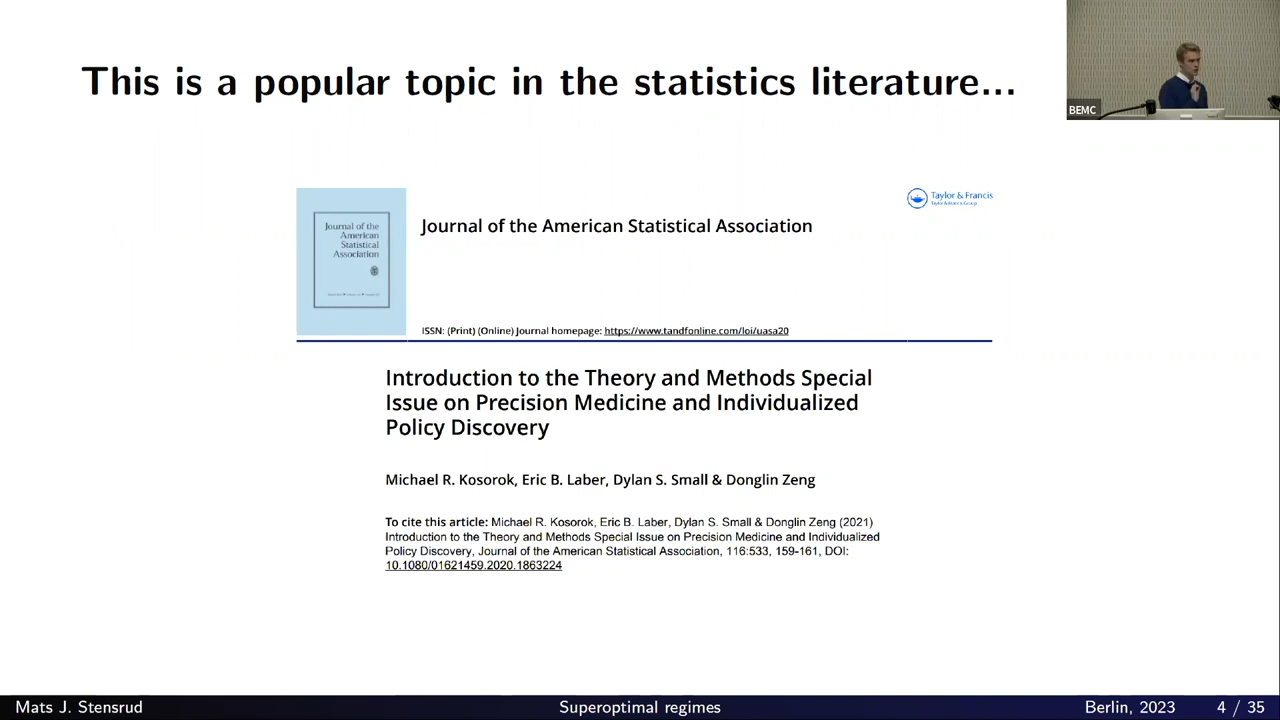 This is a popular topic in the statistics literature...
BEMC
Journal of the
American
Statistical
Association
Journal of the American Statistical Association
Taylor & Francis
Taylor & Francis Group
ISSN: (Print) (Online) Journal homepage: https://www.tandfonline.com/loi/uasa20
Introduction to the Theory and Methods Special
Issue on Precision Medicine and Individualized
Policy Discovery
Michael R. Kosorok, Eric B. Laber, Dylan S. Small & Donglin Zeng
To cite this article: Michael R. Kosorok, Eric B. Laber, Dylan S. Small & Donglin Zeng (2021)
Introduction to the Theory and Methods Special Issue on Precision Medicine and Individualized
Policy Discovery, Journal of the American Statistical Association, 116:533, 159-161, DOI:
10.1080/01621459.2020.1863224
Mats J. Stensrud
Superoptimal regimes
Berlin, 2023
4 / 35